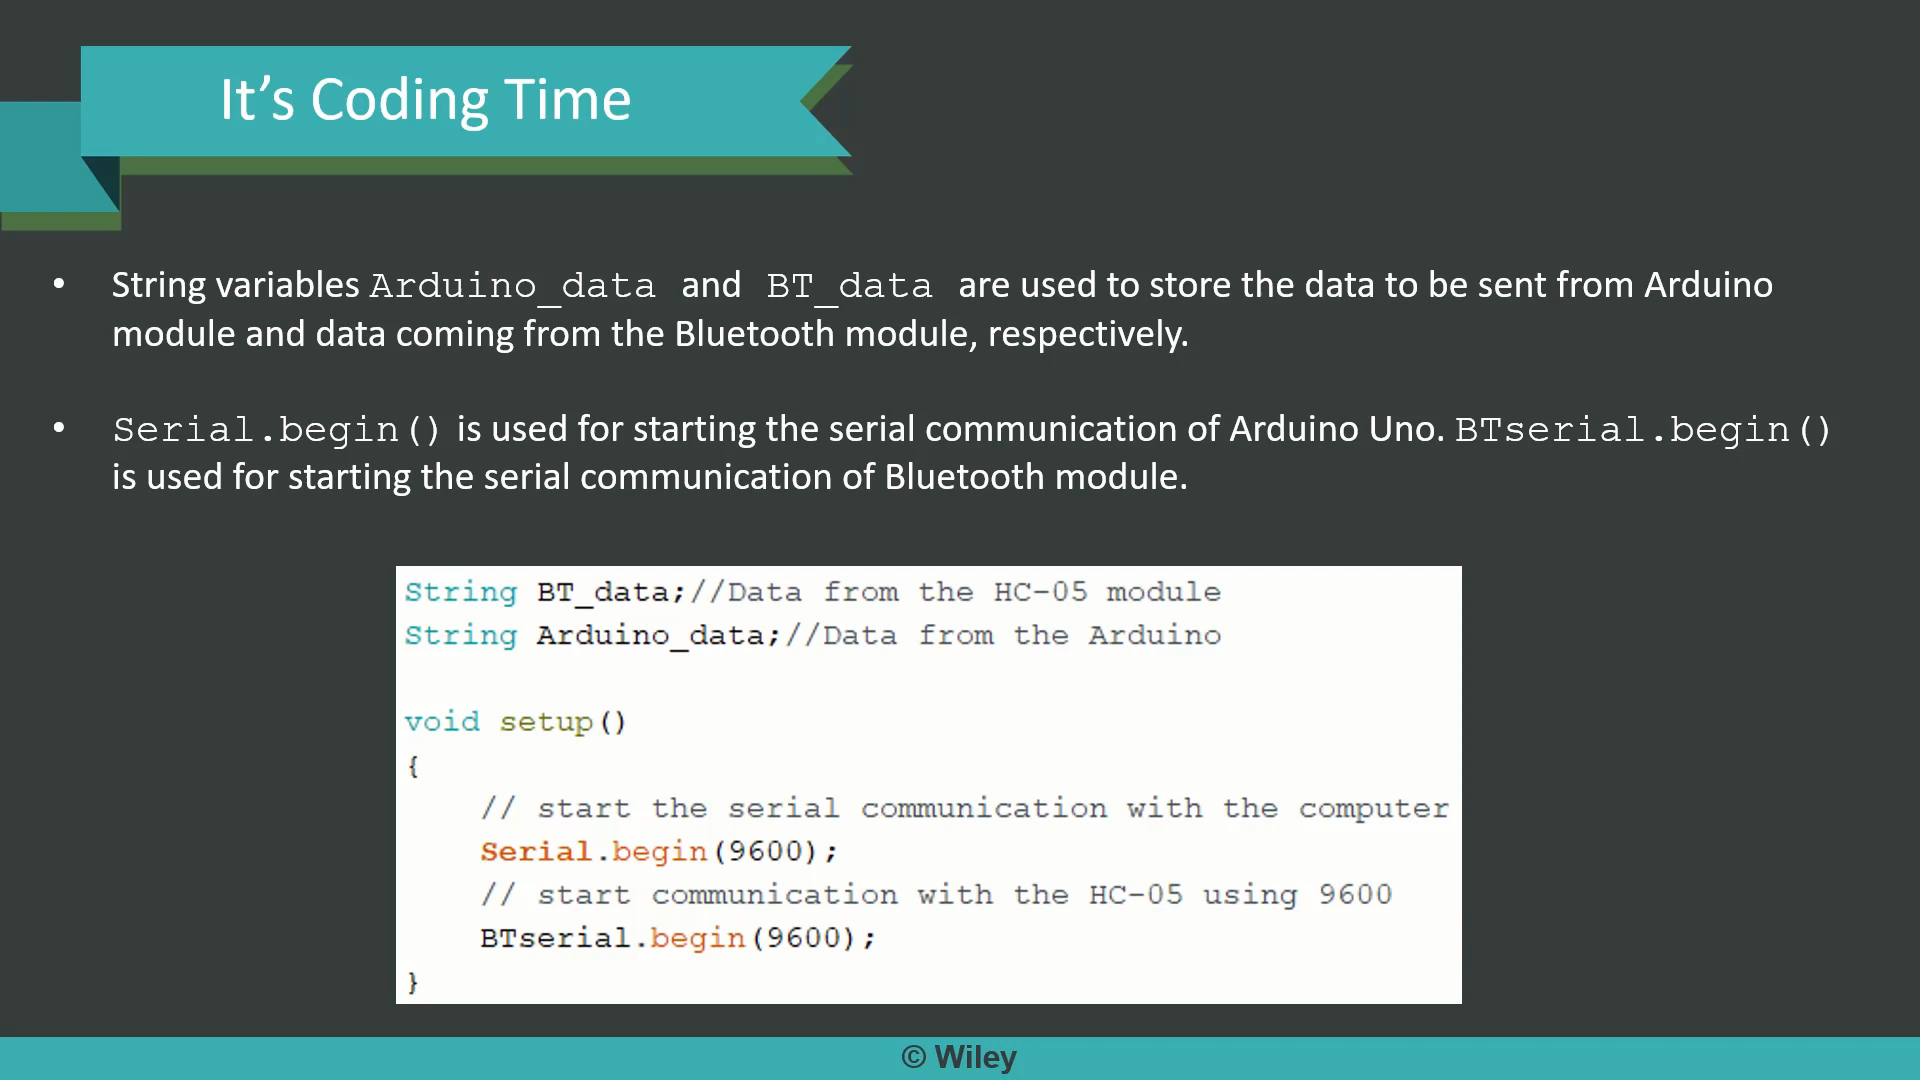 It’s Coding Time
• String variables Arduino_data and BT_data are used to store the data to be sent from Arduino
module and data coming from the Bluetooth module, respectively.
• Serial.begin() is used for starting the serial communication of Arduino Uno. BTserial.begin()
is used for starting the serial communication of Bluetooth module.
String BT_data;//Data from the HC-05 module
String Arduino_data;//Data from the Arduino
void setup()
{
// start the serial communication with the computer
Serial.begin(9600);
// start communication with the HC-05 using 9600
BTserial.begin(9600);
}
© Wiley